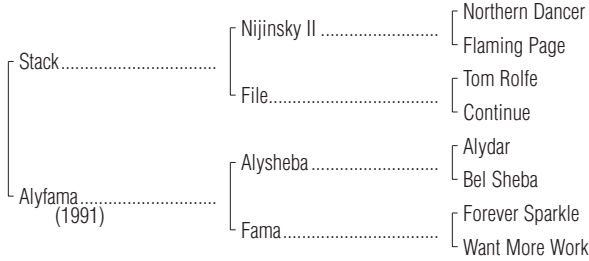 Northern Dancer
Nijinsky II ....................
Flaming Page
Stack............................
Tom Rolfe
File..............................
Continue
Alydar
Alysheba .......................
Bel Sheba
Alyfama.........................
(1991)
Forever Sparkle
Fama............................
Want More Work